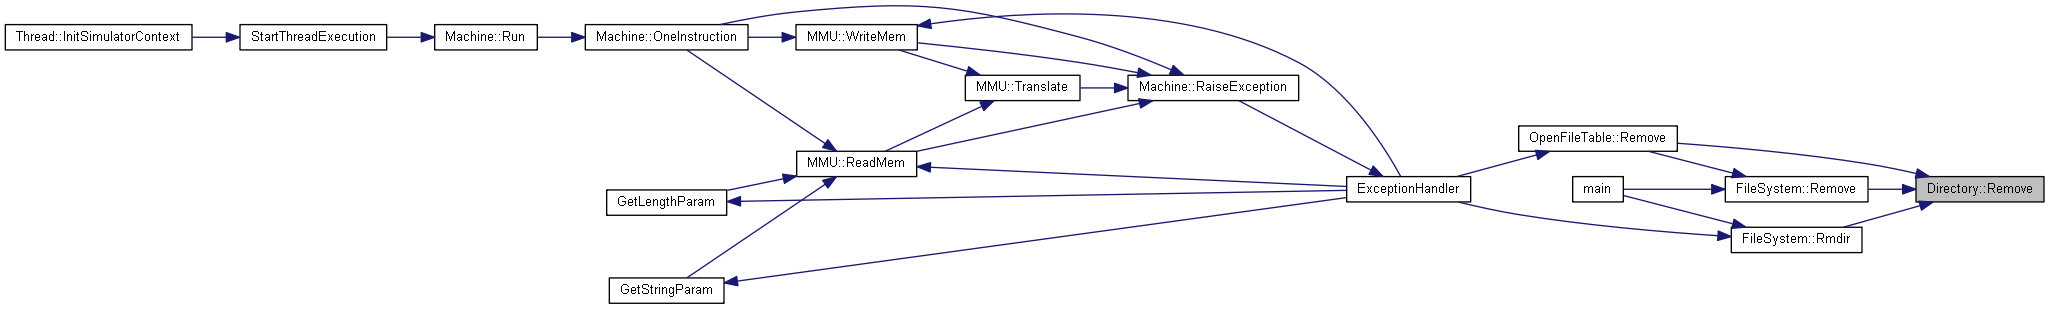 Thread::InitSimulatorContext
StartThreadExecution
Machine::Run
Machine::OneInstruction
MMU::WriteMem
MMU::Translate
Machine::RaiseException
MMU::ReadMem
GetLengthParam
GetStringParam
ExceptionHandler
OpenFileTable::Remove
main
FileSystem::Remove
FileSystem::Rmdir
Directory::Remove